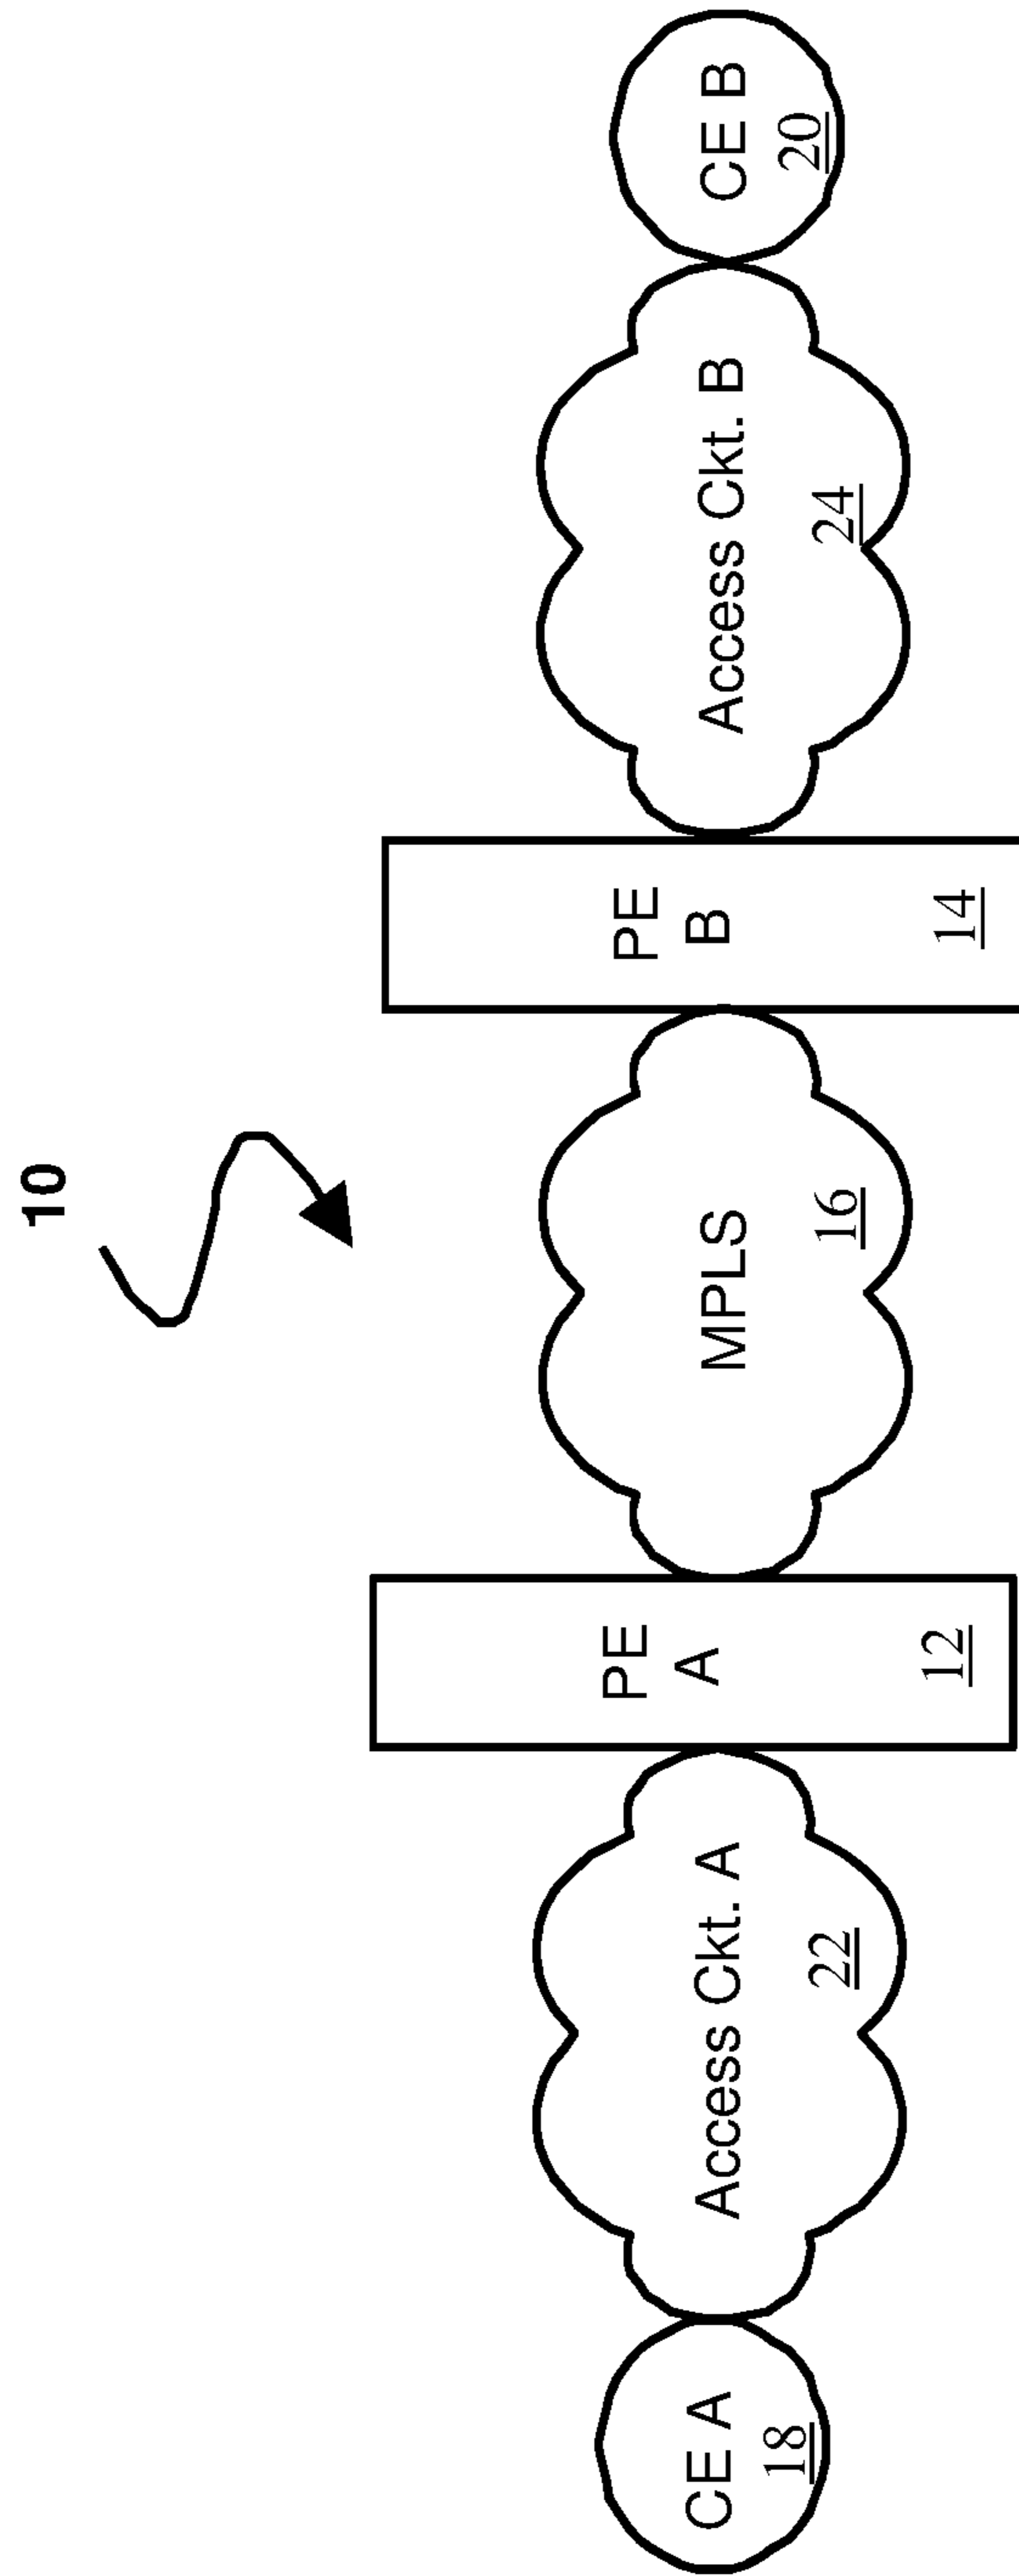 10
CE A
18
Access Ckt. A
22
PE
A
12
MPLS
16
PE
B
14
Access Ckt. B
24
CE B
20